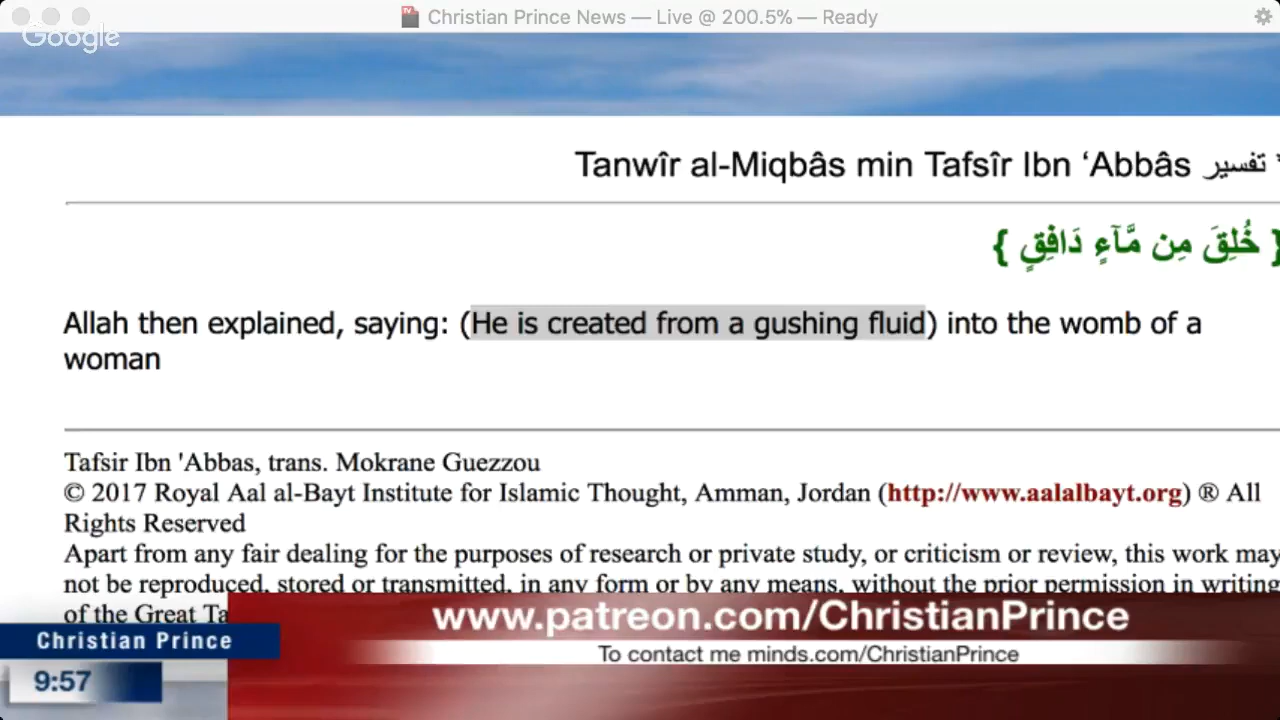 Christian Prince News — Live @ 200.5% — Ready
Google
Tanwîr al-Miqbâs min Tafsîr Ibn ‘Abbâs تفسير *
{ خُلِقَ مِن مَّآءٍ دَافِقٍ }
Allah then explained, saying: (He is created from a gushing fluid) into the womb of a
woman
Tafsir Ibn 'Abbas, trans. Mokrane Guezzou
© 2017 Royal Aal al-Bayt Institute for Islamic Thought, Amman, Jordan (http://www.aalalbayt.org) ® All
Rights Reserved
Apart from any fair dealing for the purposes of research or private study, or criticism or review, this work may
not be reproduced, stored or transmitted, in any form or by any means, without the prior permission in writing
of the Great Ta
www.patreon.com/ChristianPrince
Christian Prince
To contact me minds.com/ChristianPrince
9:57